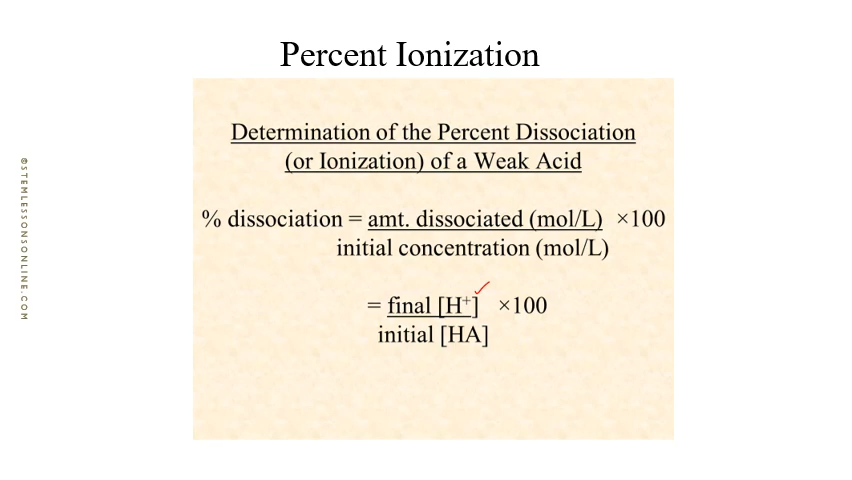 Percent Ionization
Determination of the Percent Dissociation
(or Ionization) of a Weak Acid
% dissociation = amt. dissociated (mol/L) ×100
initial concentration (mol/L)
= final [H⁺] ×100
initial [HA]
@STEMLESSONSONLINE.COM